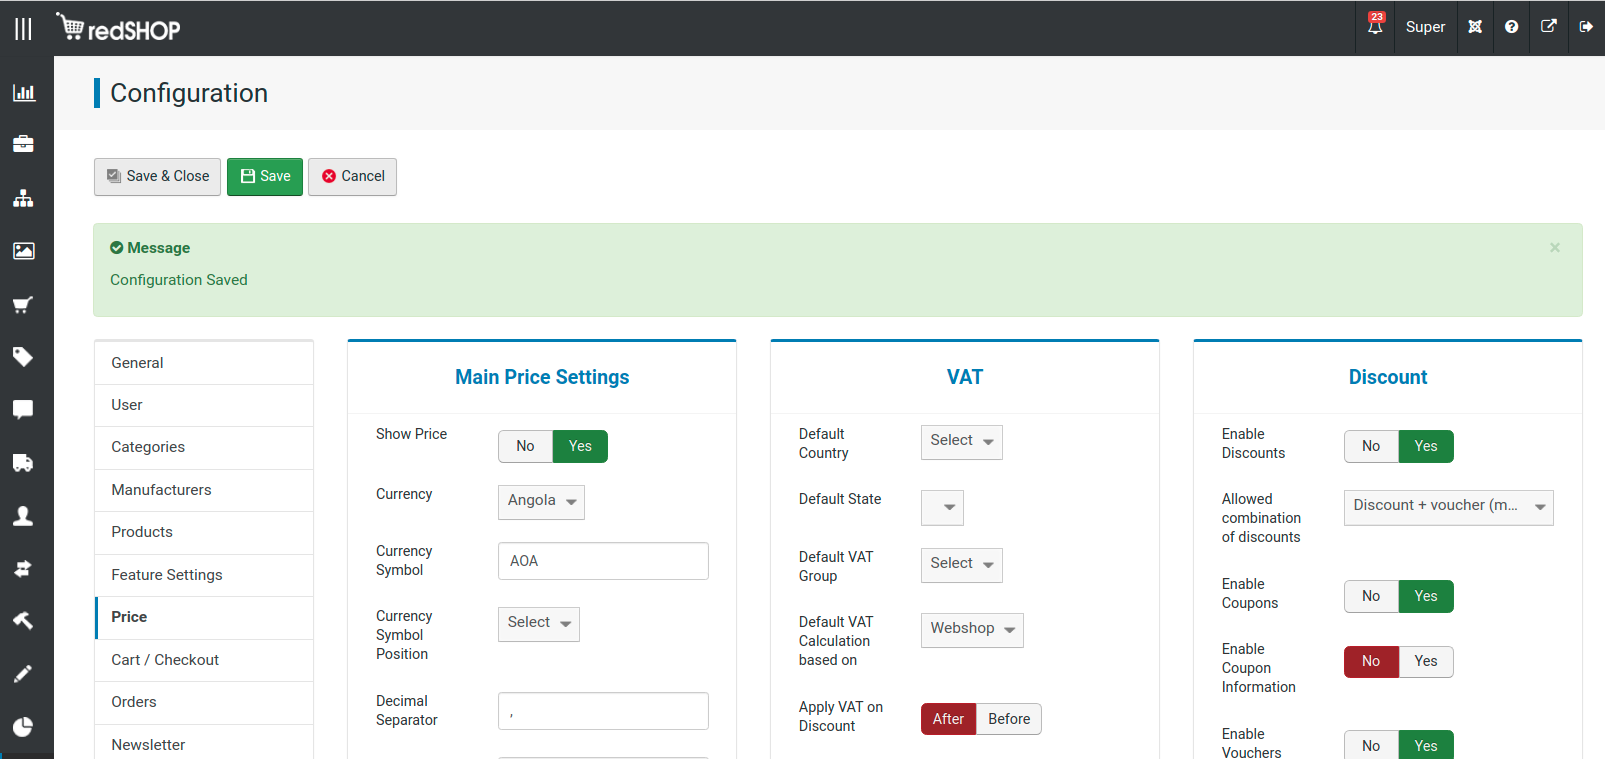 redSHOP
23
Super
Configuration
Save & Close
Save
Cancel
Message
×
Configuration Saved
General
User
Categories
Manufacturers
Products
Feature Settings
Price
Cart / Checkout
Orders
Newsletter
Main Price Settings
Show Price
No
Yes
Currency
Angola
Currency
Symbol
AOA
Currency
Symbol
Position
Select
Decimal
Separator
,
VAT
Default
Country
Select
Default State
Default VAT
Group
Select
Default VAT
Calculation
based on
Webshop
Apply VAT on
Discount
After
Before
Discount
Enable
Discounts
No
Yes
Allowed
combination
of discounts
Discount + voucher (m...
Enable
Coupons
No
Yes
Enable
Coupon
Information
No
Yes
Enable
Vouchers
No
Yes